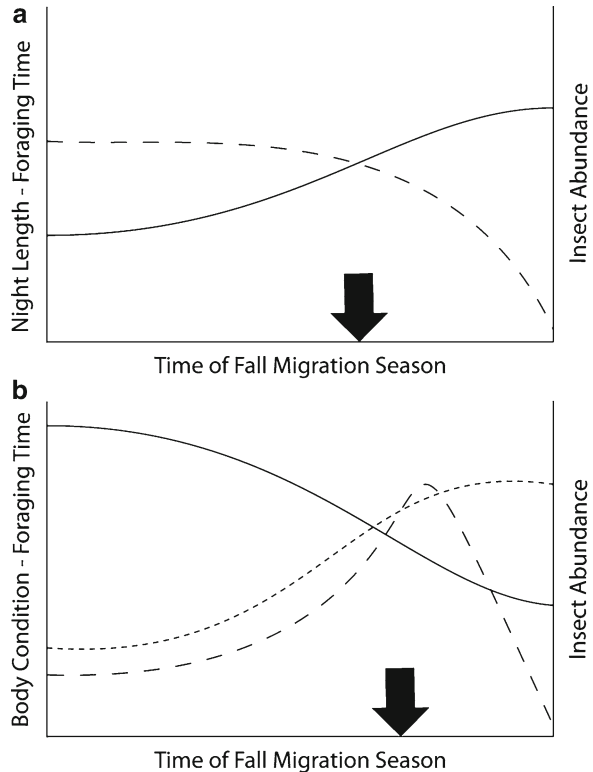 a
Night Length - Foraging Time
Insect Abundance
Time of Fall Migration Season
b
Body Condition - Foraging Time
Insect Abundance
Time of Fall Migration Season